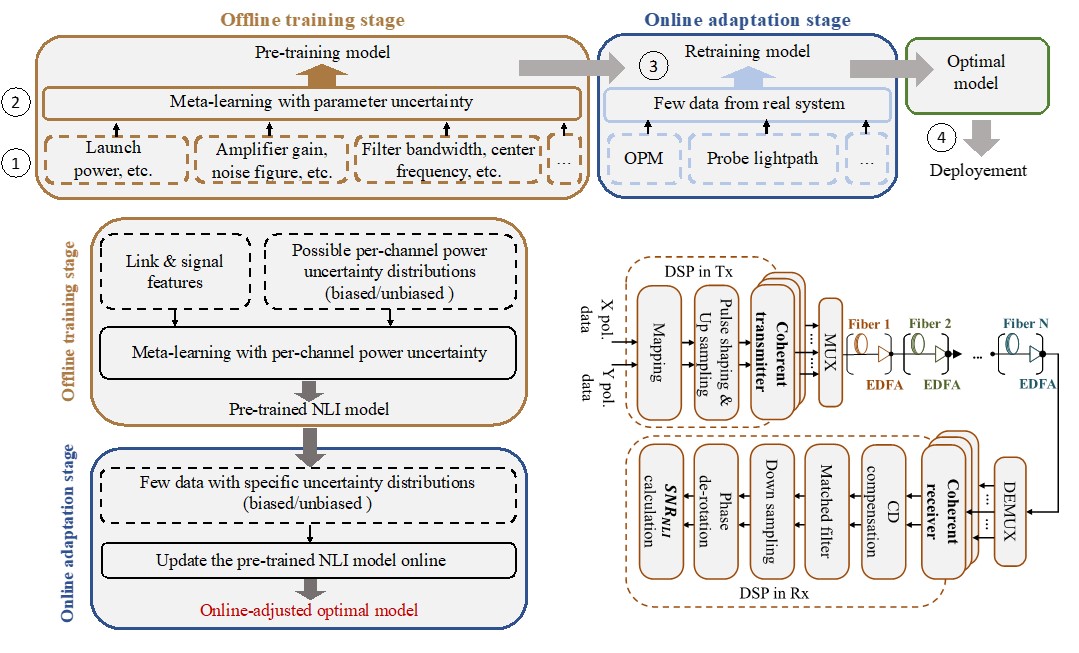 Offline training stage
Online adaptation stage
Pre-training model
Retraining model
3
Optimal
model
2
Meta-learning with parameter uncertainty
Few data from real system
4
1
Launch
power, etc.
Amplifier gain,
noise figure, etc.
Filter bandwidth, center
frequency, etc.
...
OPM
Probe lightpath
...
Deployement
Offline training stage
Link & signal
features
Possible per-channel power
uncertainty distributions
(biased/unbiased )
Meta-learning with per-channel power uncertainty
Pre-trained NLI model
Online adaptation stage
Few data with specific uncertainty distributions
(biased/unbiased )
Update the pre-trained NLI model online
Online-adjusted optimal model
DSP in Tx
X pol.
data
Y pol.
data
Mapping
Pulse shaping &
Up sampling
Coherent
transmitter
...
...
MUX
Fiber 1
EDFA
Fiber 2
EDFA
...
Fiber N
EDFA
DEMUX
...
...
Coherent
receiver
CD
compensation
Matched filter
Down sampling
Phase
de-rotation
SNR_NLI
calculation
DSP in Rx